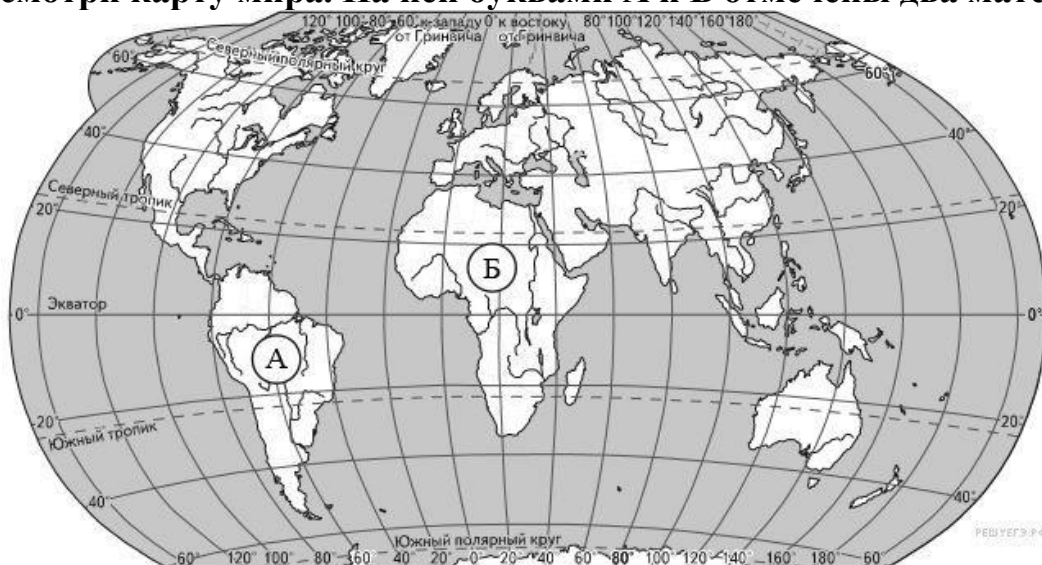 смотри карту мира. На ней буквами А и Б отмечены два мате
120° 100° 80° 60° к западу 0° к востоку 80° 100° 120° 140° 160° 180°
от Гринвича от Гринвича
Северный полярный круг
60° 60°
40° 40°
Северный тропик
20° 20°
Б
Экватор
0° 0°
А
20° 20°
Южный тропик
40° 40°
Южный полярный круг
60° 120° 100° 80° 60° 40° 20° 0° 20° 40° 60° 80° 100° 120° 140° 160° 180° 60°
РЕШУЕГЭ.РФ